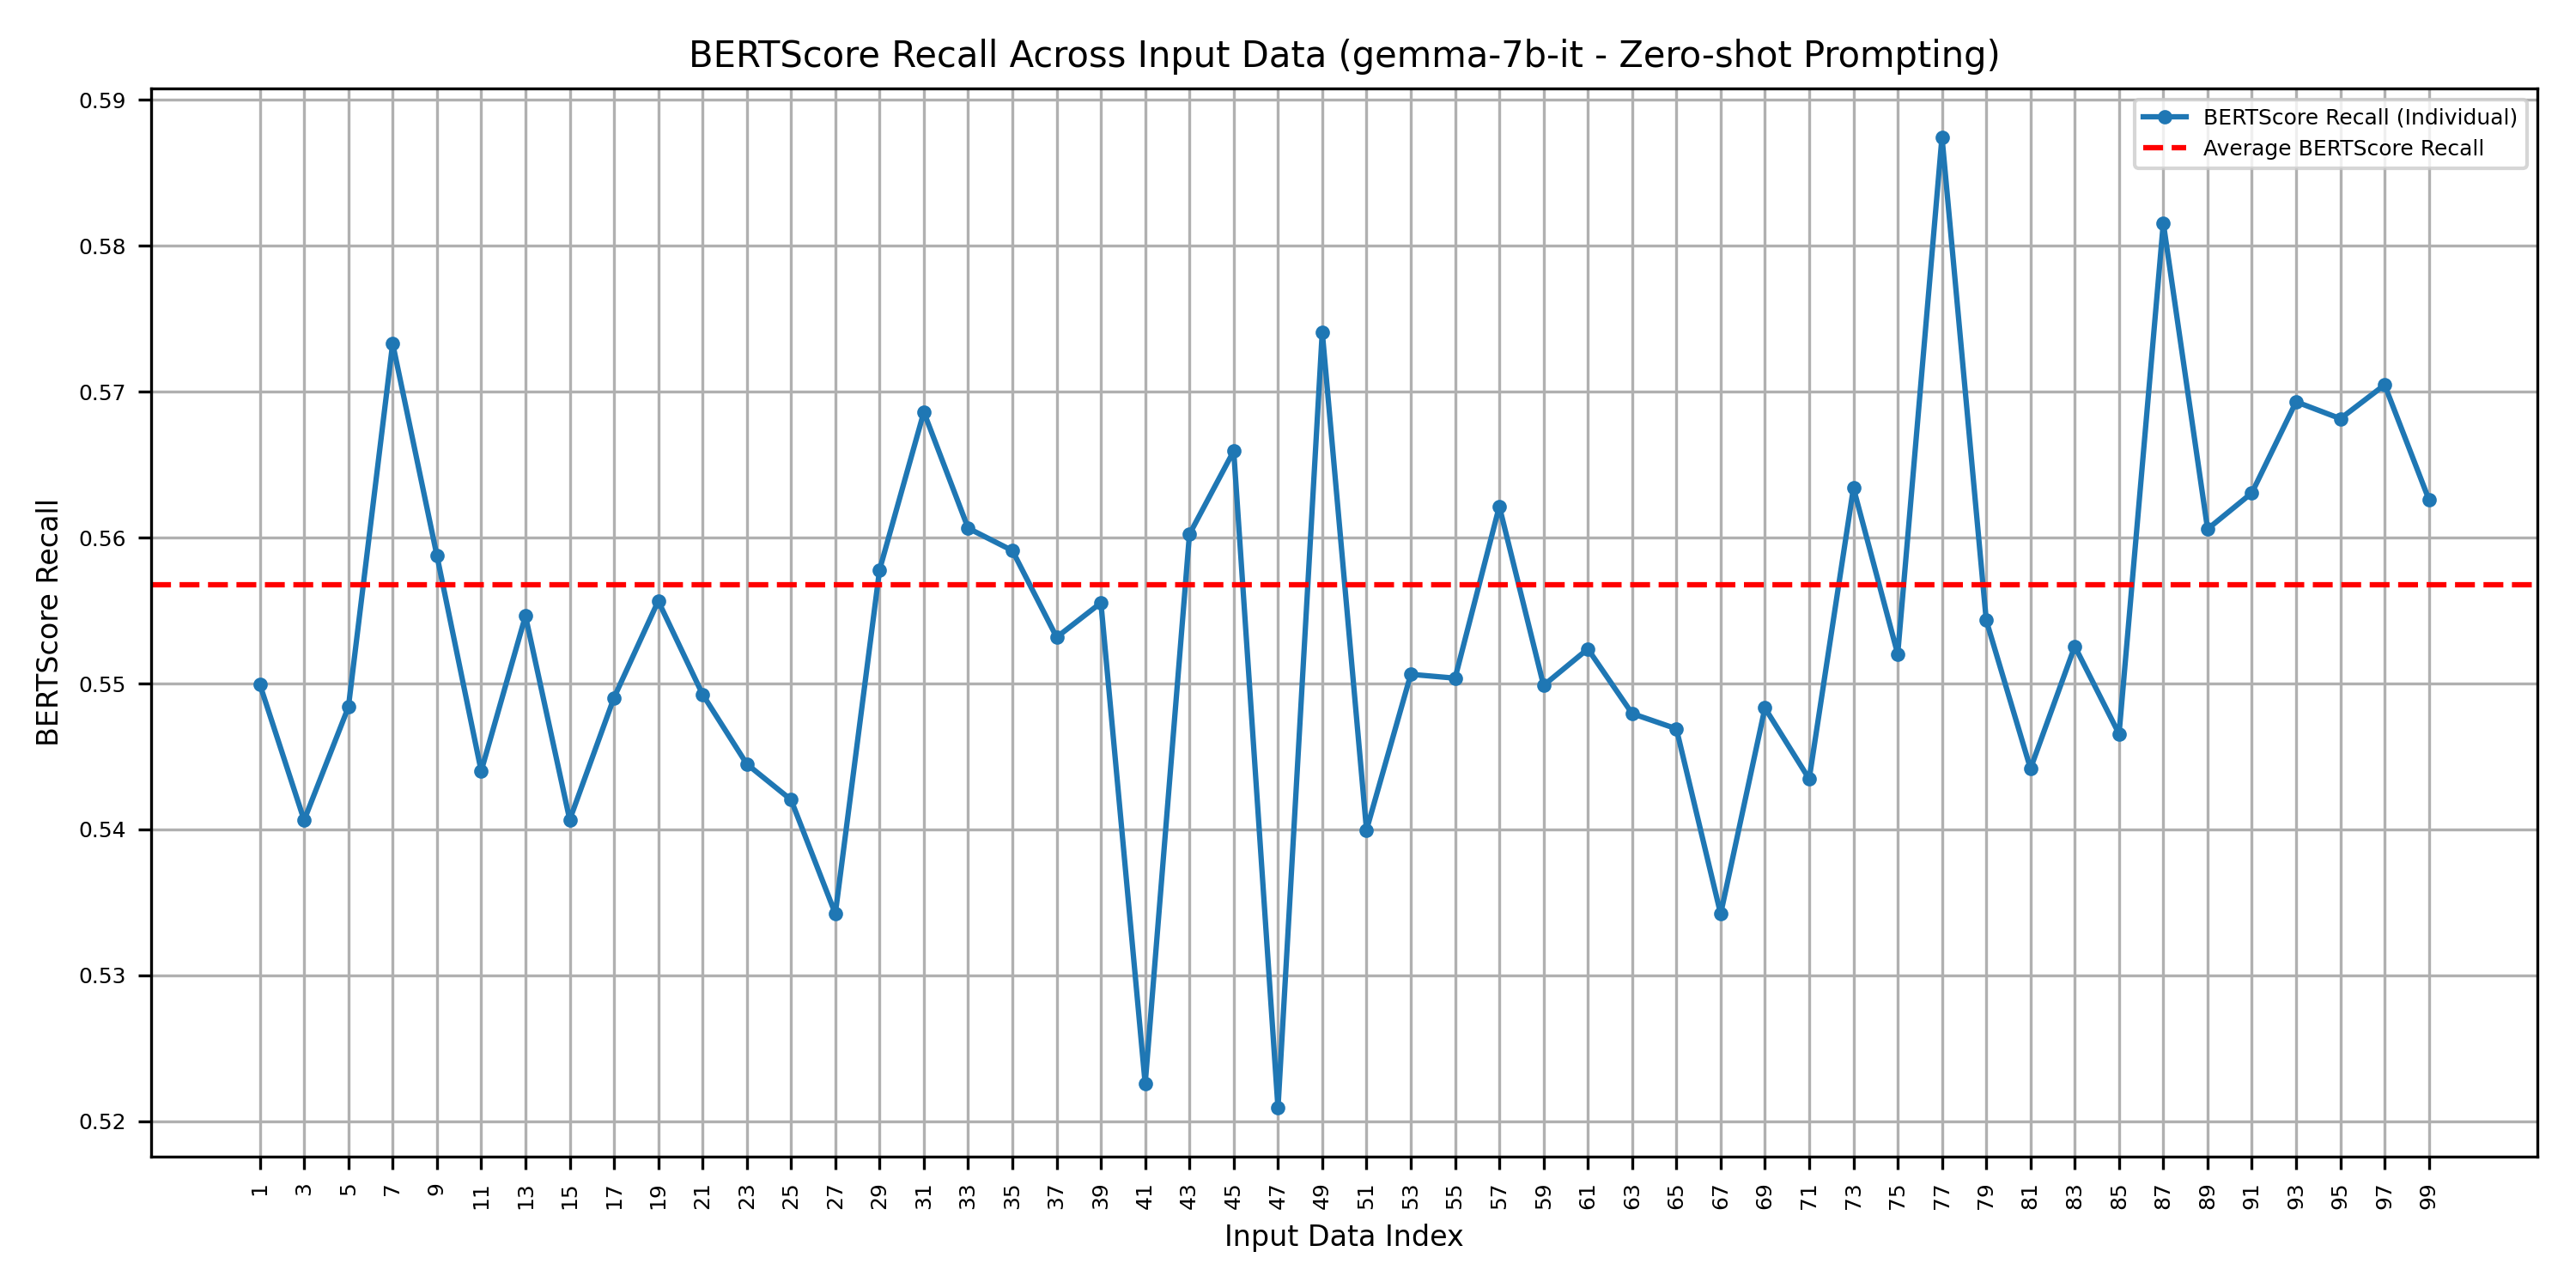 BERTScore Recall Across Input Data (gemma-7b-it - Zero-shot Prompting)
BERTScore Recall (Individual)
Average BERTScore Recall
BERTScore Recall
0.59
0.58
0.57
0.56
0.55
0.54
0.53
0.52
1 3 5 7 9 11 13 15 17 19 21 23 25 27 29 31 33 35 37 39 41 43 45 47 49 51 53 55 57 59 61 63 65 67 69 71 73 75 77 79 81 83 85 87 89 91 93 95 97 99
Input Data Index